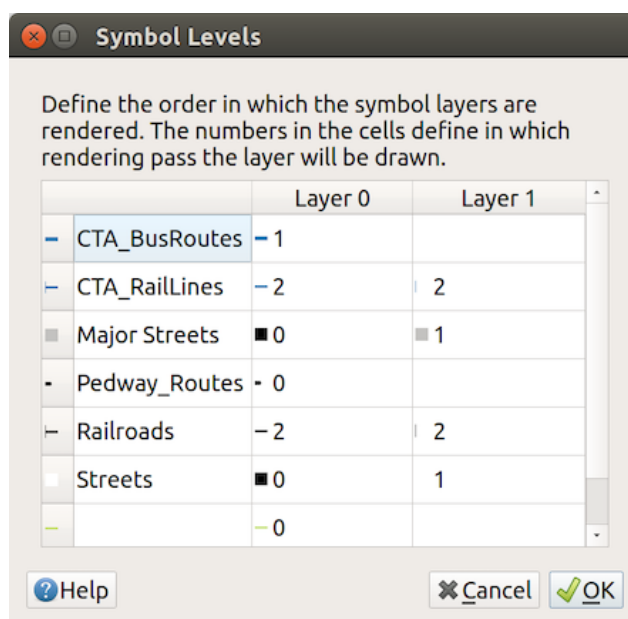 Symbol Levels
Define the order in which the symbol layers are
rendered. The numbers in the cells define in which
rendering pass the layer will be drawn.
Layer 0 Layer 1
CTA_BusRoutes 1
CTA_RailLines 2 2
Major Streets 0 1
Pedway_Routes 0
Railroads 2 2
Streets 0 1
0
Help Cancel OK